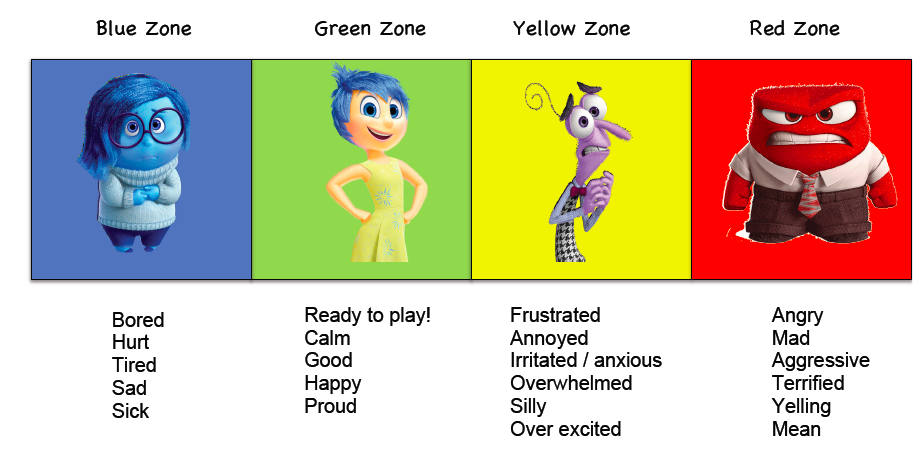 Blue Zone
Green Zone
Yellow Zone
Red Zone
Bored
Hurt
Tired
Sad
Sick
Ready to play!
Calm
Good
Happy
Proud
Frustrated
Annoyed
Irritated / anxious
Overwhelmed
Silly
Over excited
Angry
Mad
Aggressive
Terrified
Yelling
Mean